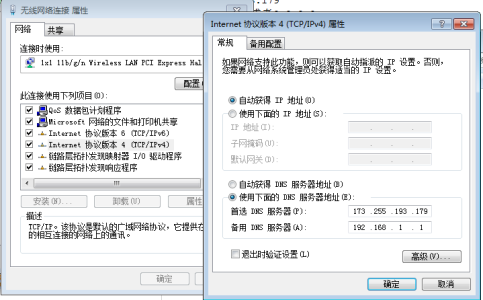 .179
无线网络连接 属性
网络
共享
连接时使用:
1x1 11b/g/n Wireless LAN PCI Express Hal
配置
此连接使用下列项目(O):
QoS 数据包计划程序
Microsoft 网络的文件和打印机共享
Internet 协议版本 6 (TCP/IPv6)
Internet 协议版本 4 (TCP/IPv4)
链路层拓扑发现映射器 I/O 驱动程序
链路层拓扑发现响应程序
安装(N)...
卸载(U)
属性
描述
TCP/IP。该协议是默认的广域网络协议，它提供在
的相互连接的网络上的通讯。
确定
Internet 协议版本 4 (TCP/IPv4) 属性
常规
备用配置
如果网络支持此功能，则可以获取自动指派的 IP 设置。否则，
您需要从网络系统管理员处获得适当的 IP 设置。
自动获得 IP 地址(O)
使用下面的 IP 地址(S):
IP 地址(I):
子网掩码(U):
默认网关(D):
自动获得 DNS 服务器地址(B)
使用下面的 DNS 服务器地址(E):
首选 DNS 服务器(P):
173 .255 .193 .179
备用 DNS 服务器(A):
192 .168 . 1 . 1
退出时验证设置(L)
高级(V)...
确定
取消